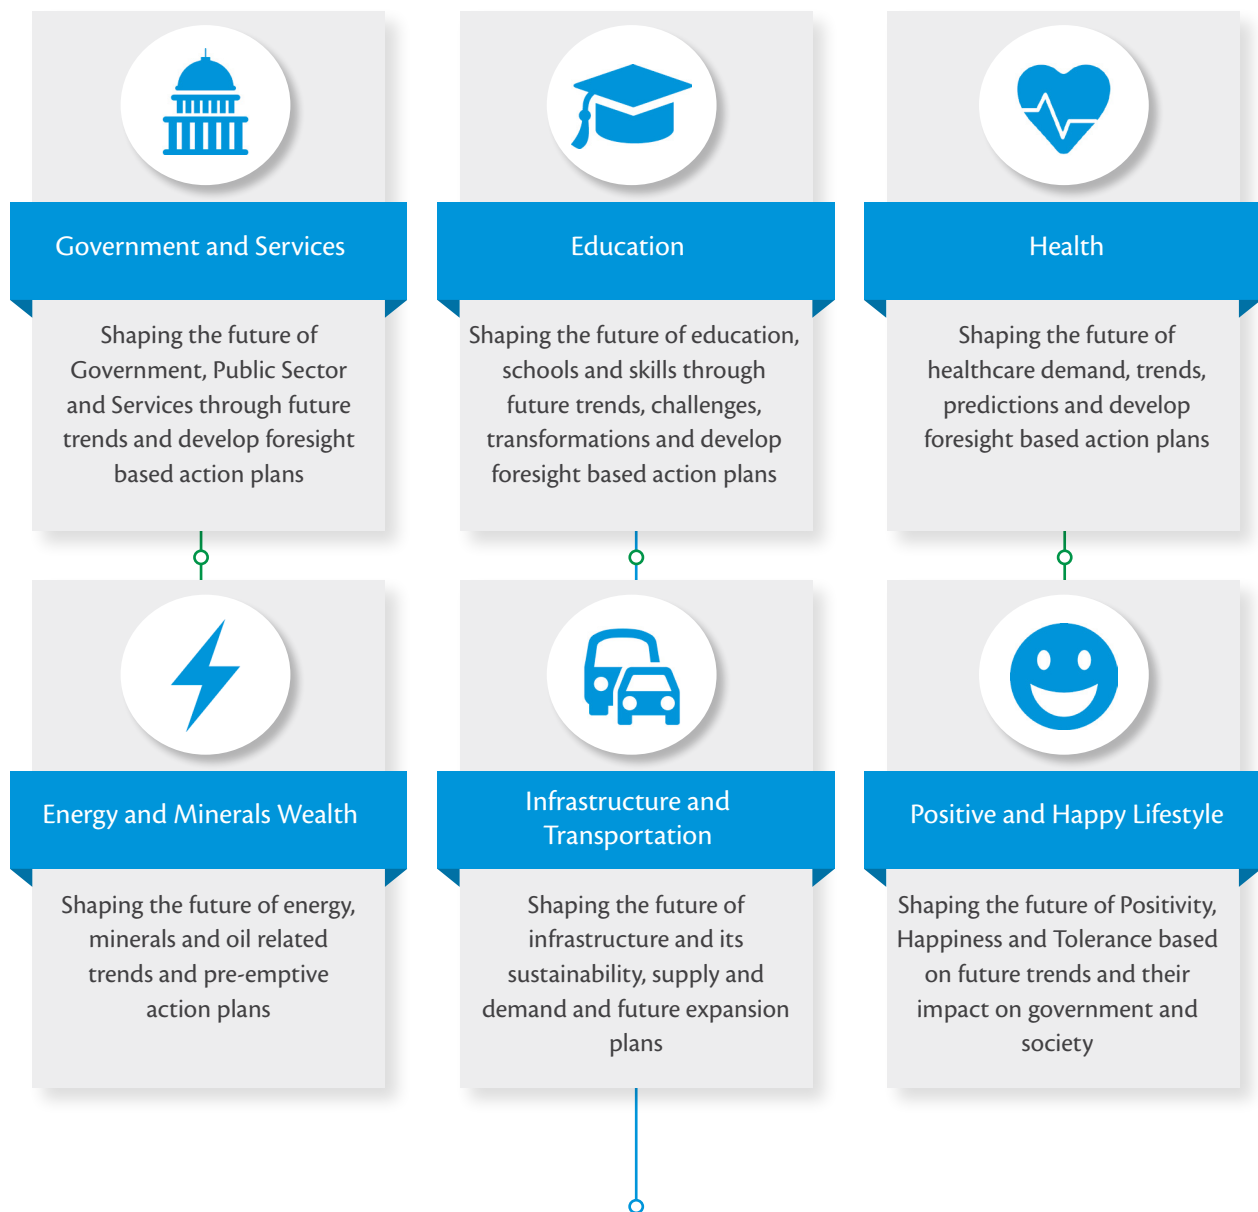 Government and Services
Shaping the future of
Government, Public Sector
and Services through future
trends and develop foresight
based action plans
Education
Shaping the future of education,
schools and skills through
future trends, challenges,
transformations and develop
foresight based action plans
Health
Shaping the future of
healthcare demand, trends,
predictions and develop
foresight based action plans
Energy and Minerals Wealth
Shaping the future of energy,
minerals and oil related
trends and pre-emptive
action plans
Infrastructure and
Transportation
Shaping the future of
infrastructure and its
sustainability, supply and
demand and future expansion
plans
Positive and Happy Lifestyle
Shaping the future of Positivity,
Happiness and Tolerance based
on future trends and their
impact on government and
society